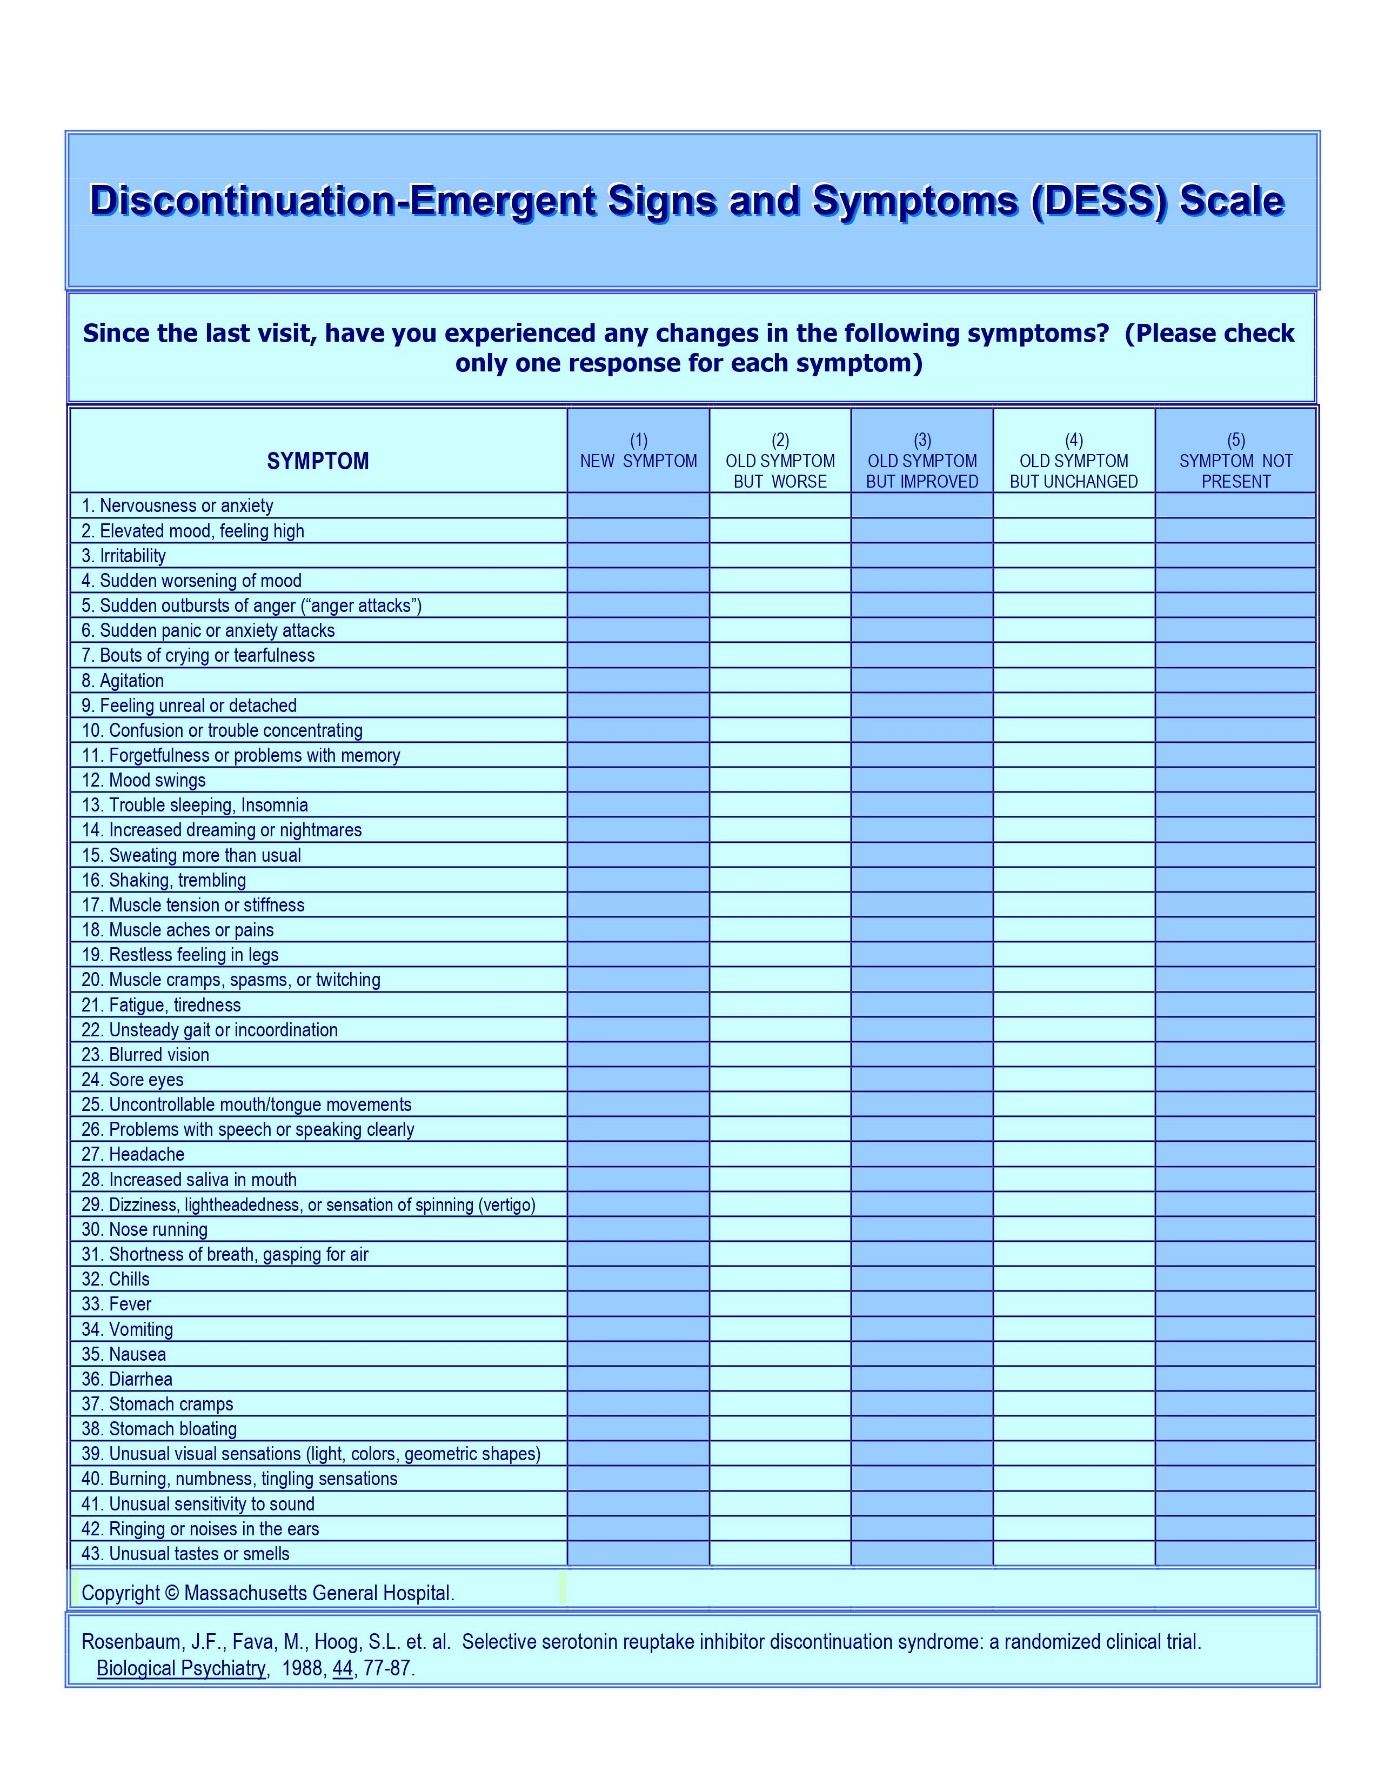 Discontinuation-Emergent Signs and Symptoms (DESS) Scale
Since the last visit, have you experienced any changes in the following symptoms?  (Please check
only one response for each symptom)
SYMPTOM
(1)
NEW  SYMPTOM
(2)
OLD SYMPTOM
BUT  WORSE
(3)
OLD SYMPTOM
BUT IMPROVED
(4)
OLD SYMPTOM
BUT UNCHANGED
(5)
SYMPTOM  NOT
PRESENT
1. Nervousness or anxiety
2. Elevated mood, feeling high
3. Irritability
4. Sudden worsening of mood
5. Sudden outbursts of anger (“anger attacks”)
6. Sudden panic or anxiety attacks
7. Bouts of crying or tearfulness
8. Agitation
9. Feeling unreal or detached
10. Confusion or trouble concentrating
11. Forgetfulness or problems with memory
12. Mood swings
13. Trouble sleeping, Insomnia
14. Increased dreaming or nightmares
15. Sweating more than usual
16. Shaking, trembling
17. Muscle tension or stiffness
18. Muscle aches or pains
19. Restless feeling in legs
20. Muscle cramps, spasms, or twitching
21. Fatigue, tiredness
22. Unsteady gait or incoordination
23. Blurred vision
24. Sore eyes
25. Uncontrollable mouth/tongue movements
26. Problems with speech or speaking clearly
27. Headache
28. Increased saliva in mouth
29. Dizziness, lightheadedness, or sensation of spinning (vertigo)
30. Nose running
31. Shortness of breath, gasping for air
32. Chills
33. Fever
34. Vomiting
35. Nausea
36. Diarrhea
37. Stomach cramps
38. Stomach bloating
39. Unusual visual sensations (light, colors, geometric shapes)
40. Burning, numbness, tingling sensations
41. Unusual sensitivity to sound
42. Ringing or noises in the ears
43. Unusual tastes or smells
Copyright © Massachusetts General Hospital.
Rosenbaum, J.F., Fava, M., Hoog, S.L. et. al.  Selective serotonin reuptake inhibitor discontinuation syndrome: a randomized clinical trial.
Biological Psychiatry,  1988, 44, 77-87.